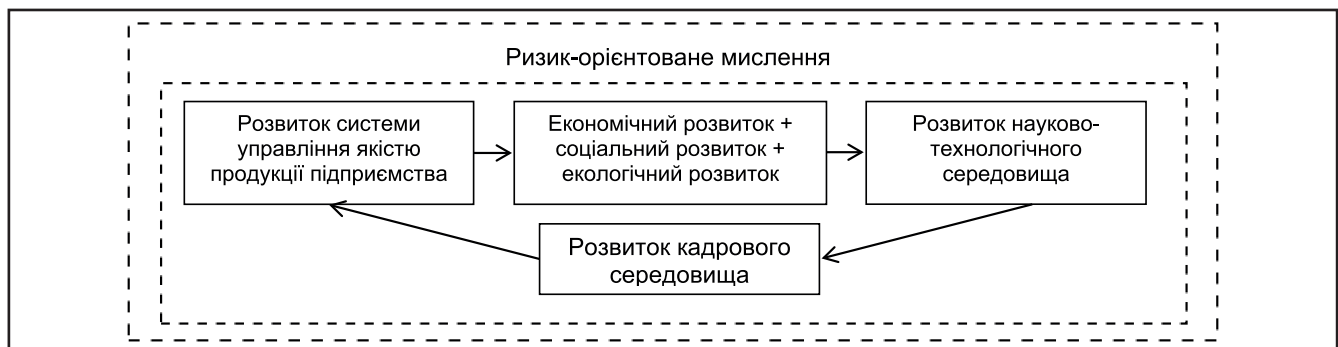 Ризик-орієнтоване мислення
Розвиток системи
управління якістю
продукції підприємства
Економічний розвиток +
соціальний розвиток +
екологічний розвиток
Розвиток науково-
технологічного
середовища
Розвиток кадрового
середовища